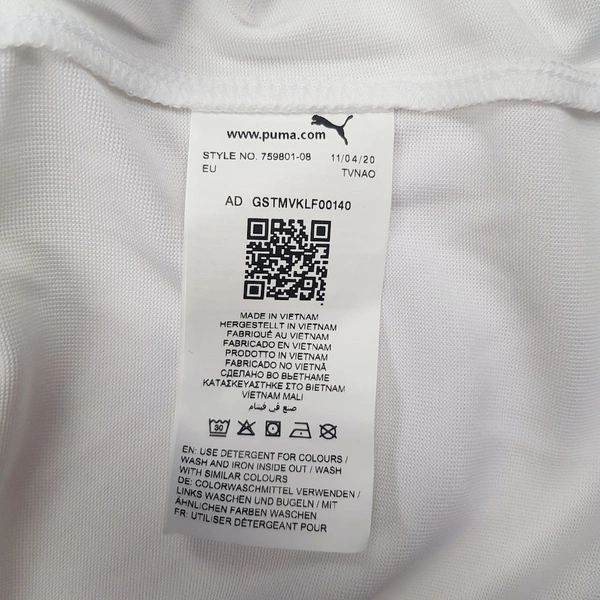 www.puma.com
STYLE NO. 759801-08 11/04/20
EU TVNAO
AD GSTMVKLF00140
MADE IN VIETNAM
HERGESTELLT IN VIETNAM
FABRIQUÉ AU VIETNAM
FABRICADO EN VIETNAM
PRODOTTO IN VIETNAM
FABRICADO NO VIETNÃ
СДЕЛАНО ВО ВЬЕТНАМЕ
ΚΑΤΑΣΚΕΥΑΣΤΗΚΕ ΣΤΟ ΒΙΕΤΝΑΜ
VİETNAM MALI
صنع في فيتنام
30
EN: USE DETERGENT FOR COLOURS /
WASH AND IRON INSIDE OUT / WASH
WITH SIMILAR COLOURS
DE: COLORWASCHMITTEL VERWENDEN /
LINKS WASCHEN UND BUGELN / MIT
ÄHNLICHEN FARBEN WASCHEN
FR: UTILISER DÉTERGEANT POUR